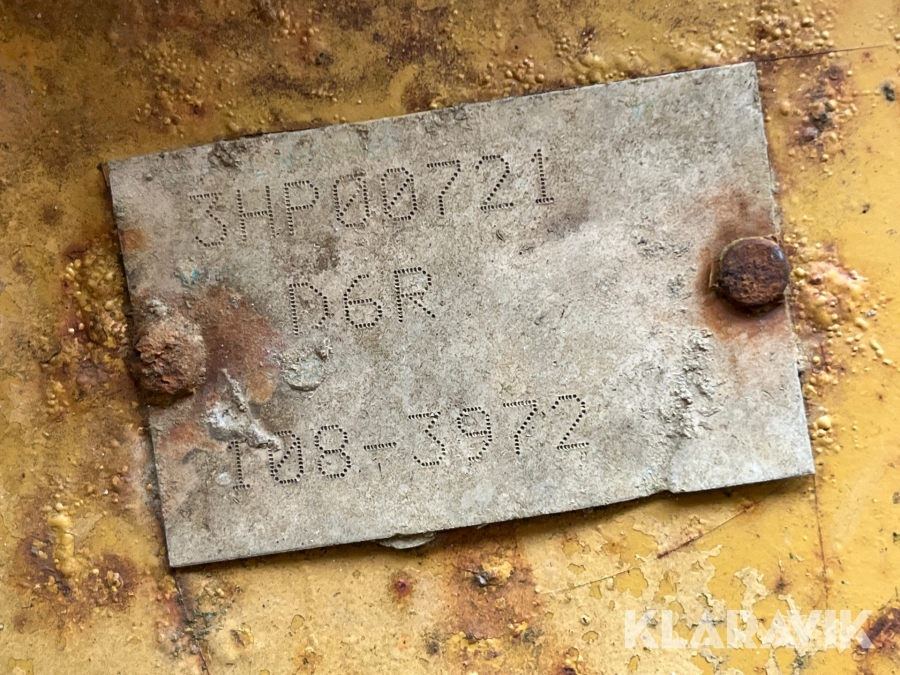 3HP00721
D6R
108-3972
KLARAVIK